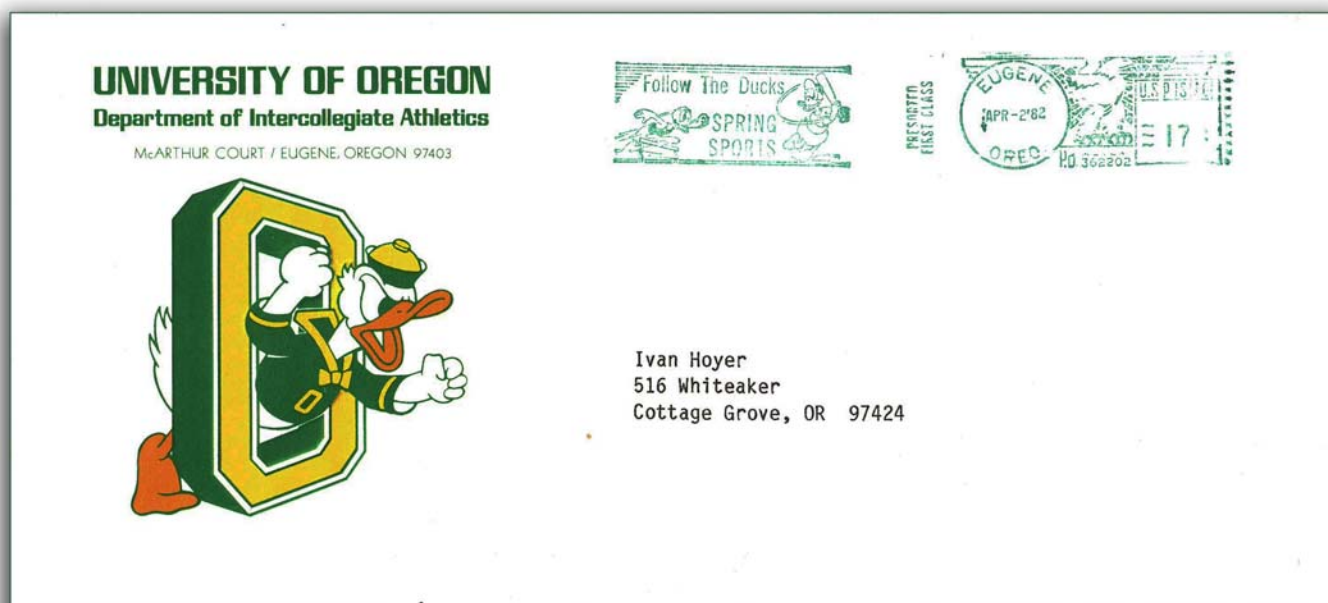 UNIVERSITY OF OREGON
Department of Intercollegiate Athletics
McARTHUR COURT / EUGENE, OREGON 97403
Follow The Ducks
SPRING
SPORTS
PRESORTED
FIRST CLASS
EUGENE
APR-2'82
OREG
U.S.POSTAGE
17
P.B. 362202
Ivan Hoyer
516 Whiteaker
Cottage Grove, OR 97424